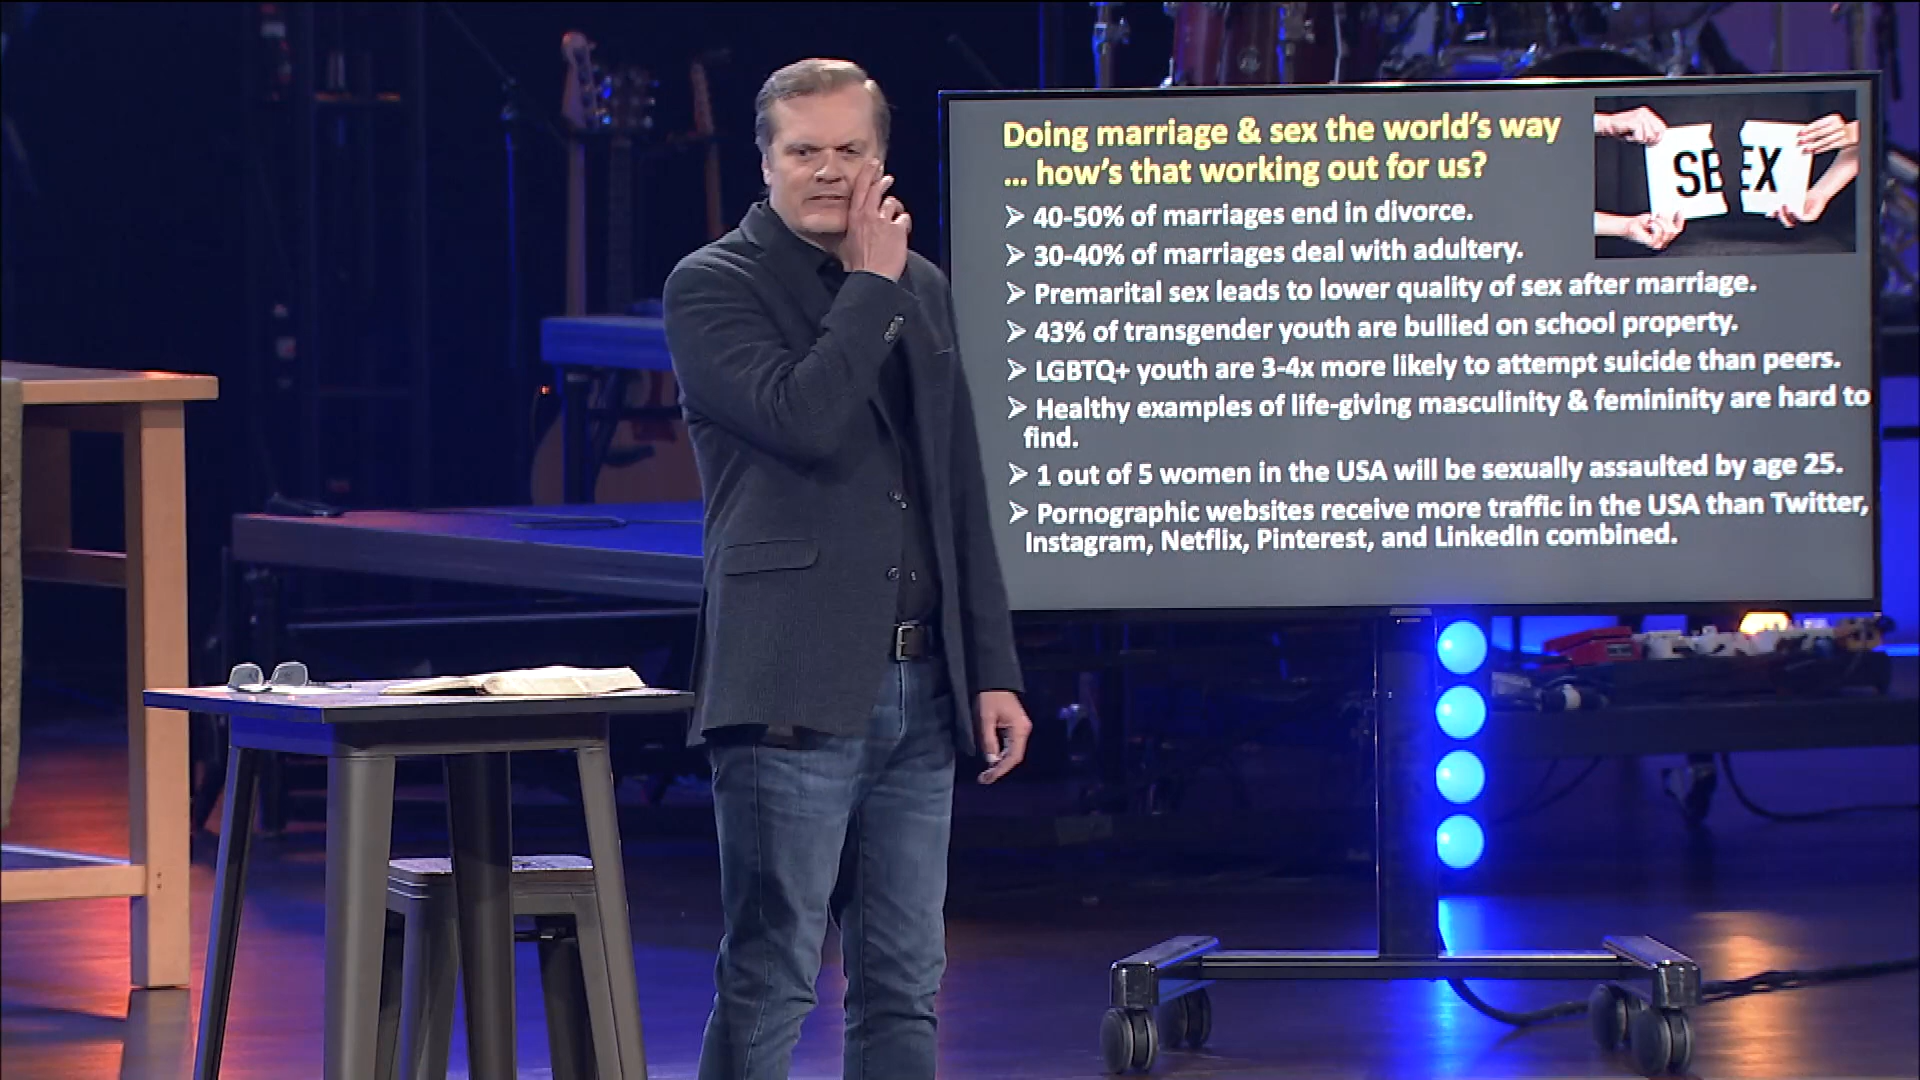 Doing marriage & sex the world's way
... how's that working out for us?
➢ 40-50% of marriages end in divorce.
➢ 30-40% of marriages deal with adultery.
➢ Premarital sex leads to lower quality of sex after marriage.
➢ 43% of transgender youth are bullied on school property.
➢ LGBTQ+ youth are 3-4x more likely to attempt suicide than peers.
➢ Healthy examples of life-giving masculinity & femininity are hard to
find.
➢ 1 out of 5 women in the USA will be sexually assaulted by age 25.
➢ Pornographic websites receive more traffic in the USA than Twitter,
Instagram, Netflix, Pinterest, and LinkedIn combined.